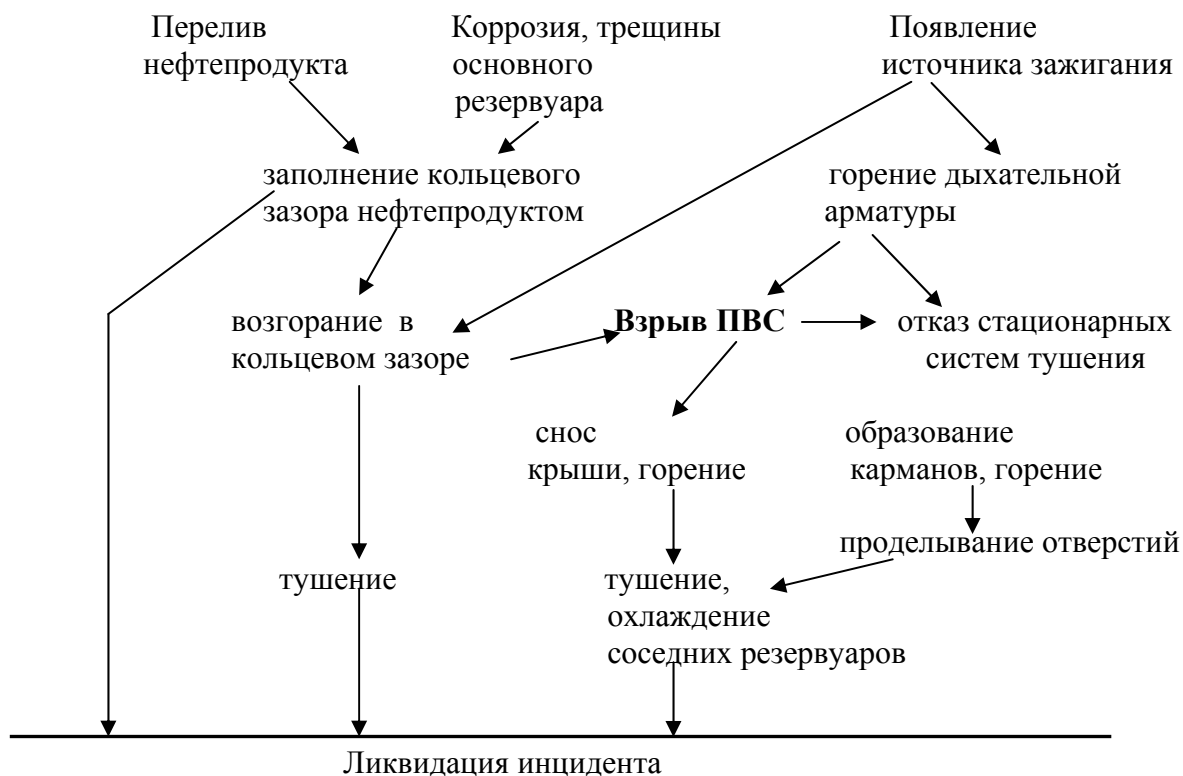 Перелив
нефтепродукта
Коррозия, трещины
основного
резервуара
Появление
источника зажигания
заполнение кольцевого
зазора нефтепродуктом
горение дыхательной
арматуры
возгорание в
кольцевом зазоре
Взрыв ПВС
отказ стационарных
систем тушения
снос
крыши, горение
образование
карманов, горение
проделывание отверстий
тушение
тушение,
охлаждение
соседних резервуаров
Ликвидация инцидента